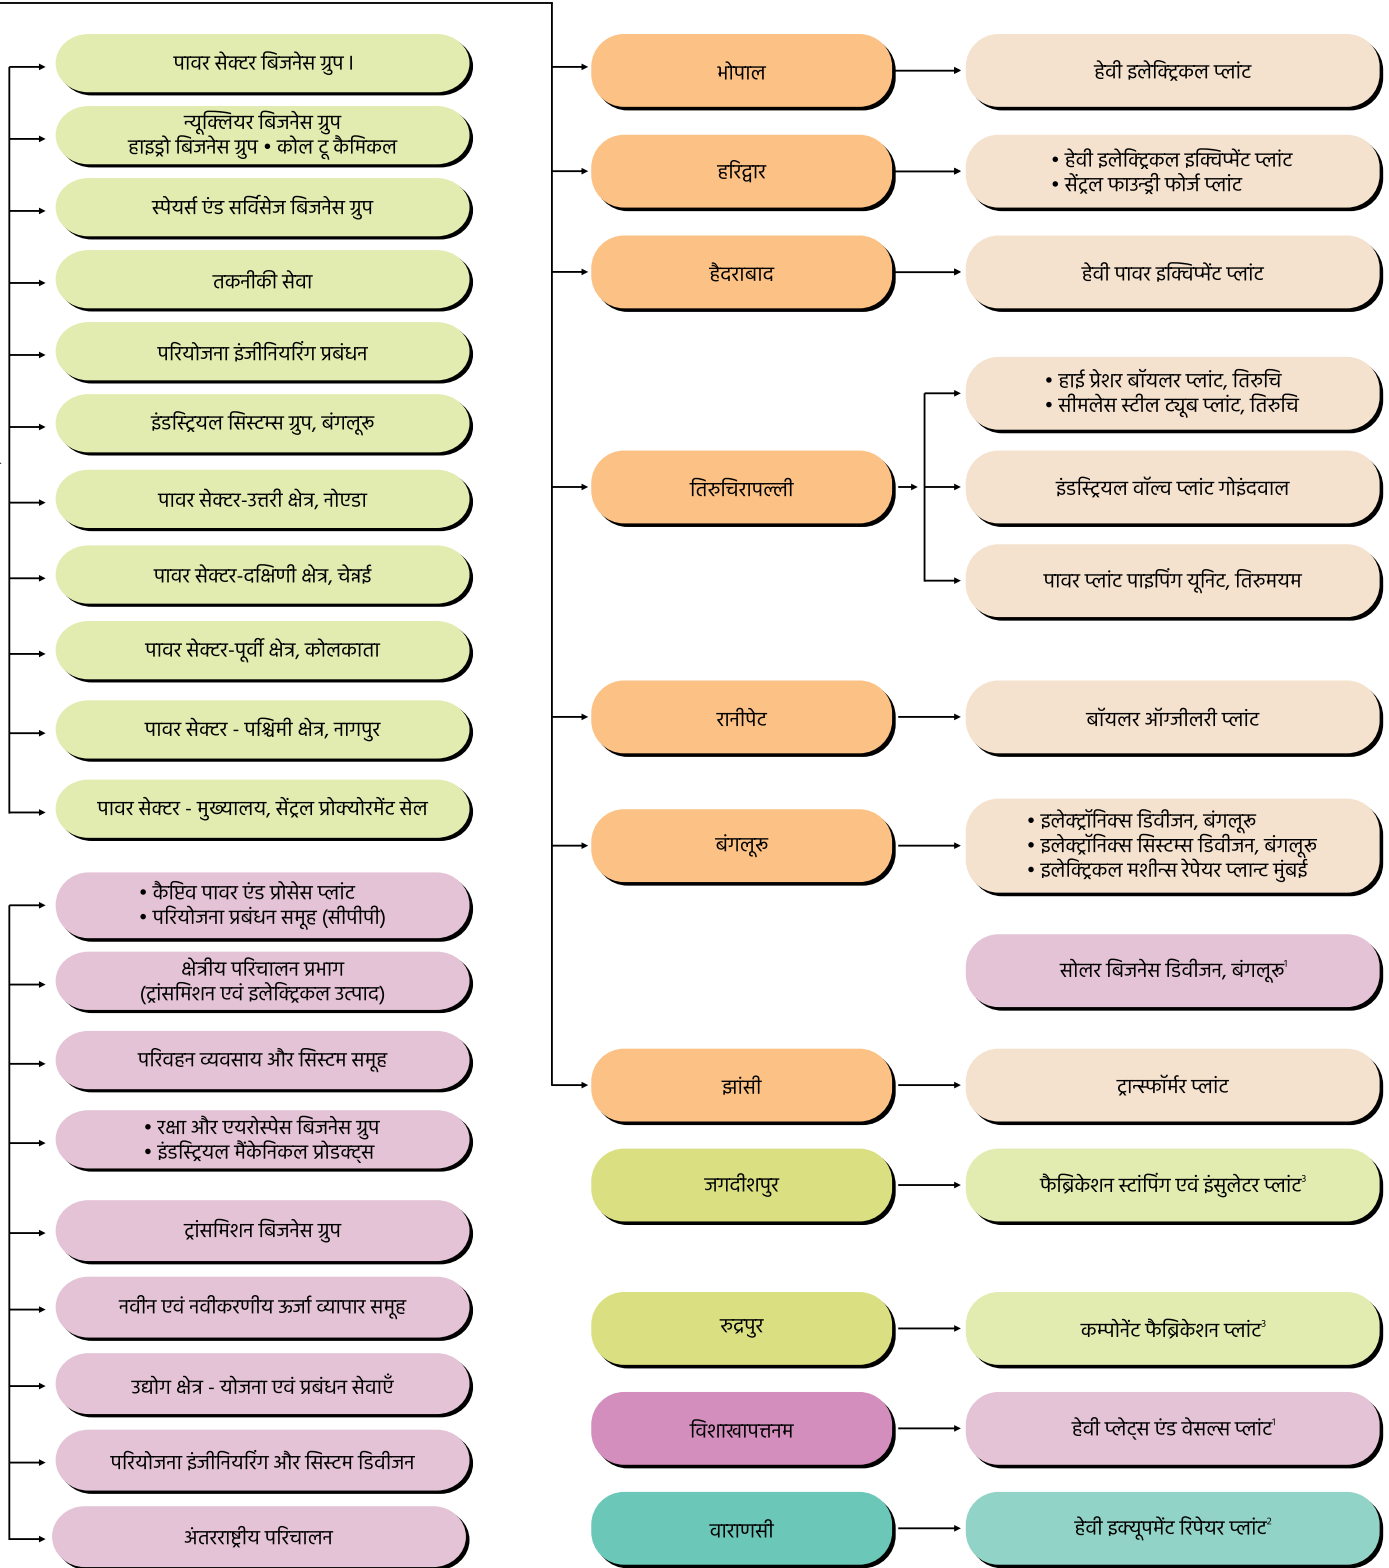 पावर सेक्टर बिजनेस ग्रुप I
न्यूक्लियर बिजनेस ग्रुप
हाइड्रो बिजनेस ग्रुप • कोल टू कैमिकल
स्पेयर्स एंड सर्विसेज बिजनेस ग्रुप
तकनीकी सेवा
परियोजना इंजीनियरिंग प्रबंधन
इंडस्ट्रियल सिस्टम्स ग्रुप, बंगलूरू
पावर सेक्टर-उत्तरी क्षेत्र, नोएडा
पावर सेक्टर-दक्षिणी क्षेत्र, चेन्नई
पावर सेक्टर-पूर्वी क्षेत्र, कोलकाता
पावर सेक्टर - पश्चिमी क्षेत्र, नागपुर
पावर सेक्टर - मुख्यालय, सेंट्रल प्रोक्योरमेंट सेल
• कैप्टिव पावर एंड प्रोसेस प्लांट
• परियोजना प्रबंधन समूह (सीपीपी)
क्षेत्रीय परिचालन प्रभाग
(ट्रांसमिशन एवं इलेक्ट्रिकल उत्पाद)
परिवहन व्यवसाय और सिस्टम समूह
• रक्षा और एयरोस्पेस बिजनेस ग्रुप
• इंडस्ट्रियल मैंकेनिकल प्रोडक्ट्स
ट्रांसमिशन बिजनेस ग्रुप
नवीन एवं नवीकरणीय ऊर्जा व्यापार समूह
उद्योग क्षेत्र - योजना एवं प्रबंधन सेवाएँ
परियोजना इंजीनियरिंग और सिस्टम डिवीजन
अंतरराष्ट्रीय परिचालन
भोपाल
हेवी इलेक्ट्रिकल प्लांट
हरिद्वार
• हेवी इलेक्ट्रिकल इक्विप्मेंट प्लांट
• सेंट्रल फाउन्ड्री फोर्ज प्लांट
हैदराबाद
हेवी पावर इक्विप्मेंट प्लांट
तिरुचिरापल्ली
• हाई प्रेशर बॉयलर प्लांट, तिरुचि
• सीमलेस स्टील ट्यूब प्लांट, तिरुचि
इंडस्ट्रियल वॉल्व प्लांट गोइंदवाल
पावर प्लांट पाइपिंग यूनिट, तिरुमयम
रानीपेट
बॉयलर ऑग्जीलरी प्लांट
बंगलूरू
• इलेक्ट्रॉनिक्स डिवीजन, बंगलूरू
• इलेक्ट्रॉनिक्स सिस्टम्स डिवीजन, बंगलूरू
• इलेक्ट्रिकल मशीन्स रेपेयर प्लान्ट मुंबई
सोलर बिजनेस डिवीजन, बंगलूरू¹
झांसी
ट्रान्स्फॉर्मर प्लांट
जगदीशपुर
फैब्रिकेशन स्टांपिंग एवं इंसुलेटर प्लांट³
रुद्रपुर
कम्पोनेंट फैब्रिकेशन प्लांट³
विशाखापत्तनम
हेवी प्लेट्स एंड वेसल्स प्लांट¹
वाराणसी
हेवी इक्यूपमेंट रिपेयर प्लांट²